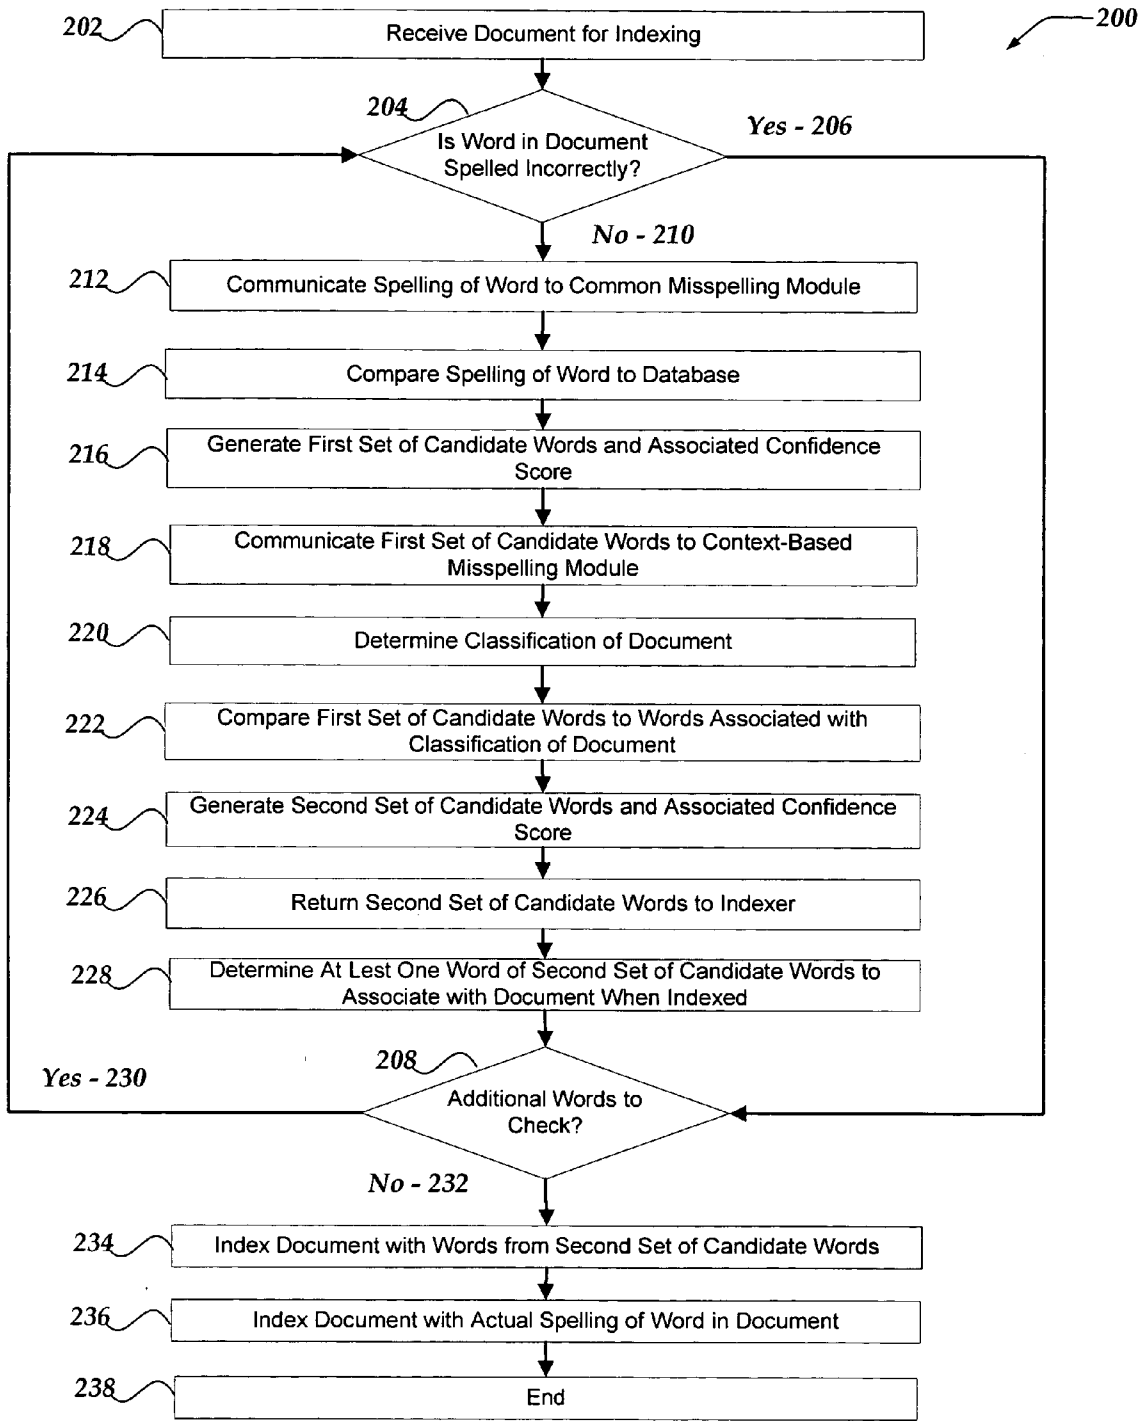 200
202
Receive Document for Indexing
204
Is Word in Document
Spelled Incorrectly?
Yes - 206
No - 210
212
Communicate Spelling of Word to Common Misspelling Module
214
Compare Spelling of Word to Database
216
Generate First Set of Candidate Words and Associated Confidence
Score
218
Communicate First Set of Candidate Words to Context-Based
Misspelling Module
220
Determine Classification of Document
222
Compare First Set of Candidate Words to Words Associated with
Classification of Document
224
Generate Second Set of Candidate Words and Associated Confidence
Score
226
Return Second Set of Candidate Words to Indexer
228
Determine At Lest One Word of Second Set of Candidate Words to
Associate with Document When Indexed
208
Yes - 230
Additional Words to
Check?
No - 232
234
Index Document with Words from Second Set of Candidate Words
236
Index Document with Actual Spelling of Word in Document
238
End